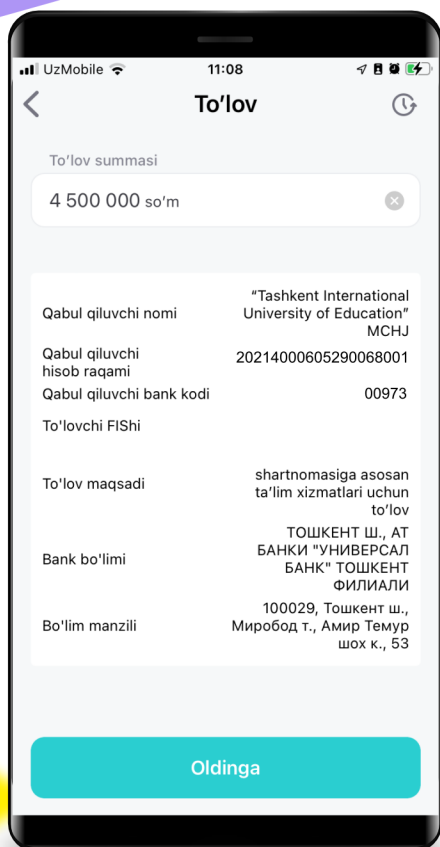 UzMobile 11:08
To‘lov
To‘lov summasi
4 500 000 so‘m
Qabul qiluvchi nomi
“Tashkent International
University of Education”
MCHJ
Qabul qiluvchi
hisob raqami
20214000605290068001
Qabul qiluvchi bank kodi
00973
To'lovchi FIShi
To'lov maqsadi
shartnomasiga asosan
ta’lim xizmatlari uchun
to‘lov
Bank bo'limi
ТОШКЕНТ Ш., АТ
БАНКИ "УНИВЕРСАЛ
БАНК" ТОШКЕНТ
ФИЛИАЛИ
Bo'lim manzili
100029, Тошкент ш.,
Миробод т., Амир Темур
шох к., 53
Oldinga